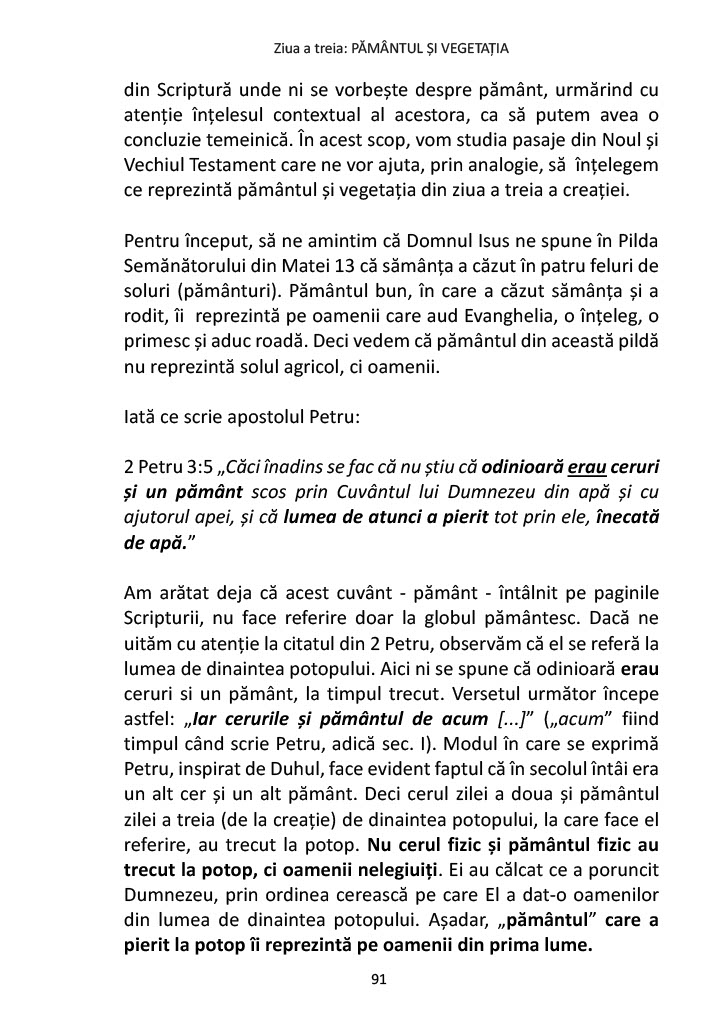 Ziua a treia: PĂMÂNTUL ȘI VEGETAȚIA
din Scriptură unde ni se vorbește despre pământ, urmărind cu
atenție înțelesul contextual al acestora, ca să putem avea o
concluzie temeinică. În acest scop, vom studia pasaje din Noul și
Vechiul Testament care ne vor ajuta, prin analogie, să înțelegem
ce reprezintă pământul și vegetația din ziua a treia a creației.
Pentru început, să ne amintim că Domnul Isus ne spune în Pilda
Semănătorului din Matei 13 că sămânța a căzut în patru feluri de
soluri (pământuri). Pământul bun, în care a căzut sămânța și a
rodit, îi reprezintă pe oamenii care aud Evanghelia, o înțeleg, o
primesc și aduc roadă. Deci vedem că pământul din această pildă
nu reprezintă solul agricol, ci oamenii.
Iată ce scrie apostolul Petru:
2 Petru 3:5 „Căci înadins se fac că nu știu că odinioară erau ceruri
și un pământ scos prin Cuvântul lui Dumnezeu din apă și cu
ajutorul apei, și că lumea de atunci a pierit tot prin ele, înecată
de apă.”
Am arătat deja că acest cuvânt - pământ - întâlnit pe paginile
Scripturii, nu face referire doar la globul pământesc. Dacă ne
uităm cu atenție la citatul din 2 Petru, observăm că el se referă la
lumea de dinaintea potopului. Aici ni se spune că odinioară erau
ceruri si un pământ, la timpul trecut. Versetul următor începe
astfel: „Iar cerurile și pământul de acum [...]” („acum” fiind
timpul când scrie Petru, adică sec. I). Modul în care se exprimă
Petru, inspirat de Duhul, face evident faptul că în secolul întâi era
un alt cer și un alt pământ. Deci cerul zilei a doua și pământul
zilei a treia (de la creație) de dinaintea potopului, la care face el
referire, au trecut la potop. Nu cerul fizic și pământul fizic au
trecut la potop, ci oamenii nelegiuiți. Ei au călcat ce a poruncit
Dumnezeu, prin ordinea cerească pe care El a dat-o oamenilor
din lumea de dinaintea potopului. Așadar, „pământul” care a
pierit la potop îi reprezintă pe oamenii din prima lume.
91